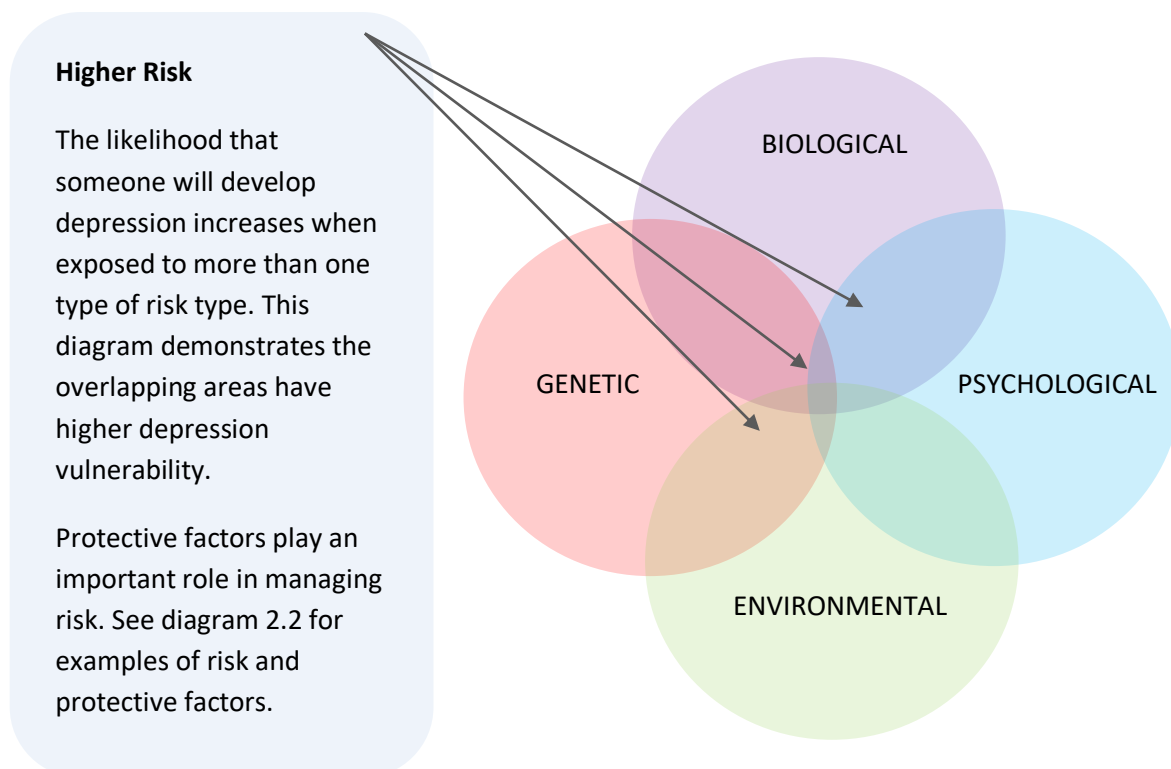 Higher Risk
The likelihood that
someone will develop
depression increases when
exposed to more than one
type of risk type. This
diagram demonstrates the
overlapping areas have
higher depression
vulnerability.
Protective factors play an
important role in managing
risk. See diagram 2.2 for
examples of risk and
protective factors.
BIOLOGICAL
GENETIC
PSYCHOLOGICAL
ENVIRONMENTAL